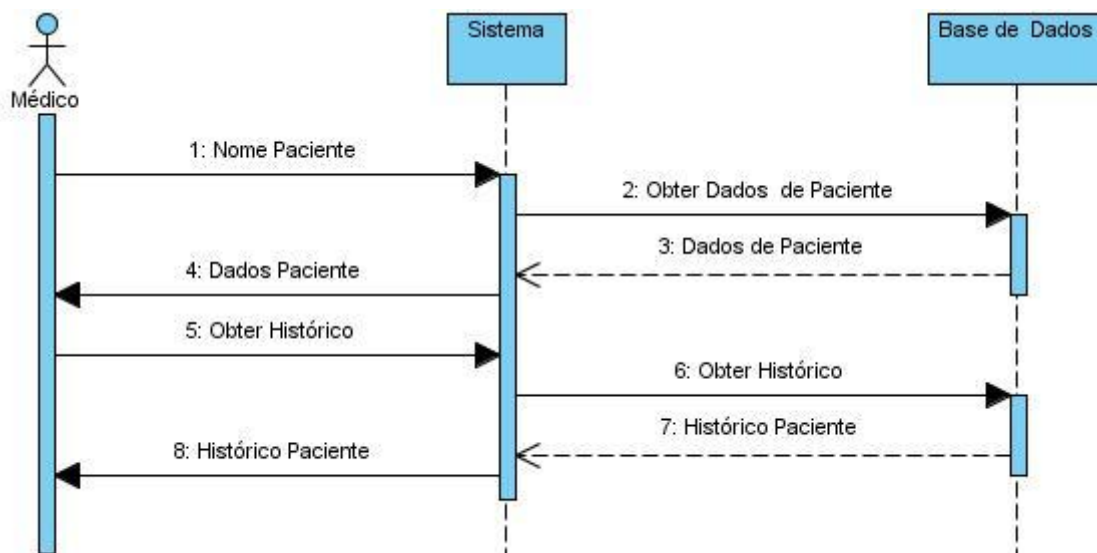 Sistema
Base de Dados
Médico
1: Nome Paciente
2: Obter Dados de Paciente
3: Dados de Paciente
4: Dados Paciente
5: Obter Histórico
6: Obter Histórico
7: Histórico Paciente
8: Histórico Paciente